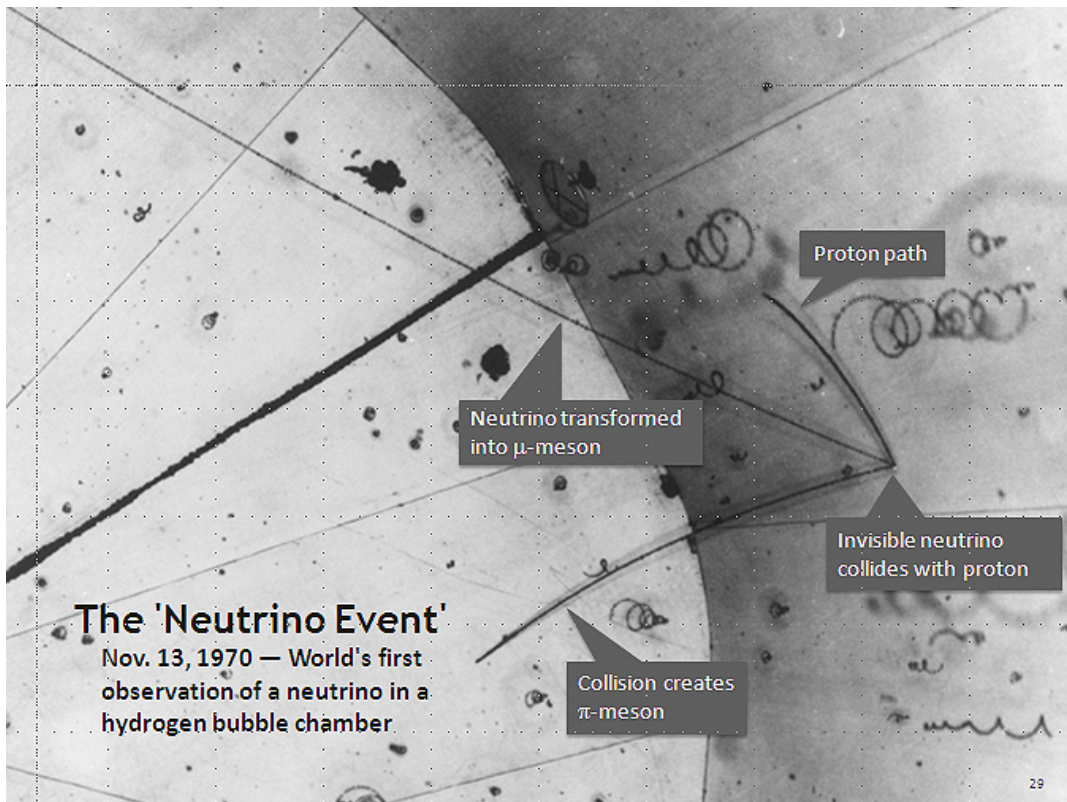 Proton path
Neutrino transformed
into μ-meson
Invisible neutrino
collides with proton
The 'Neutrino Event'
Nov. 13, 1970 — World's first
observation of a neutrino in a
hydrogen bubble chamber
Collision creates
π-meson
29